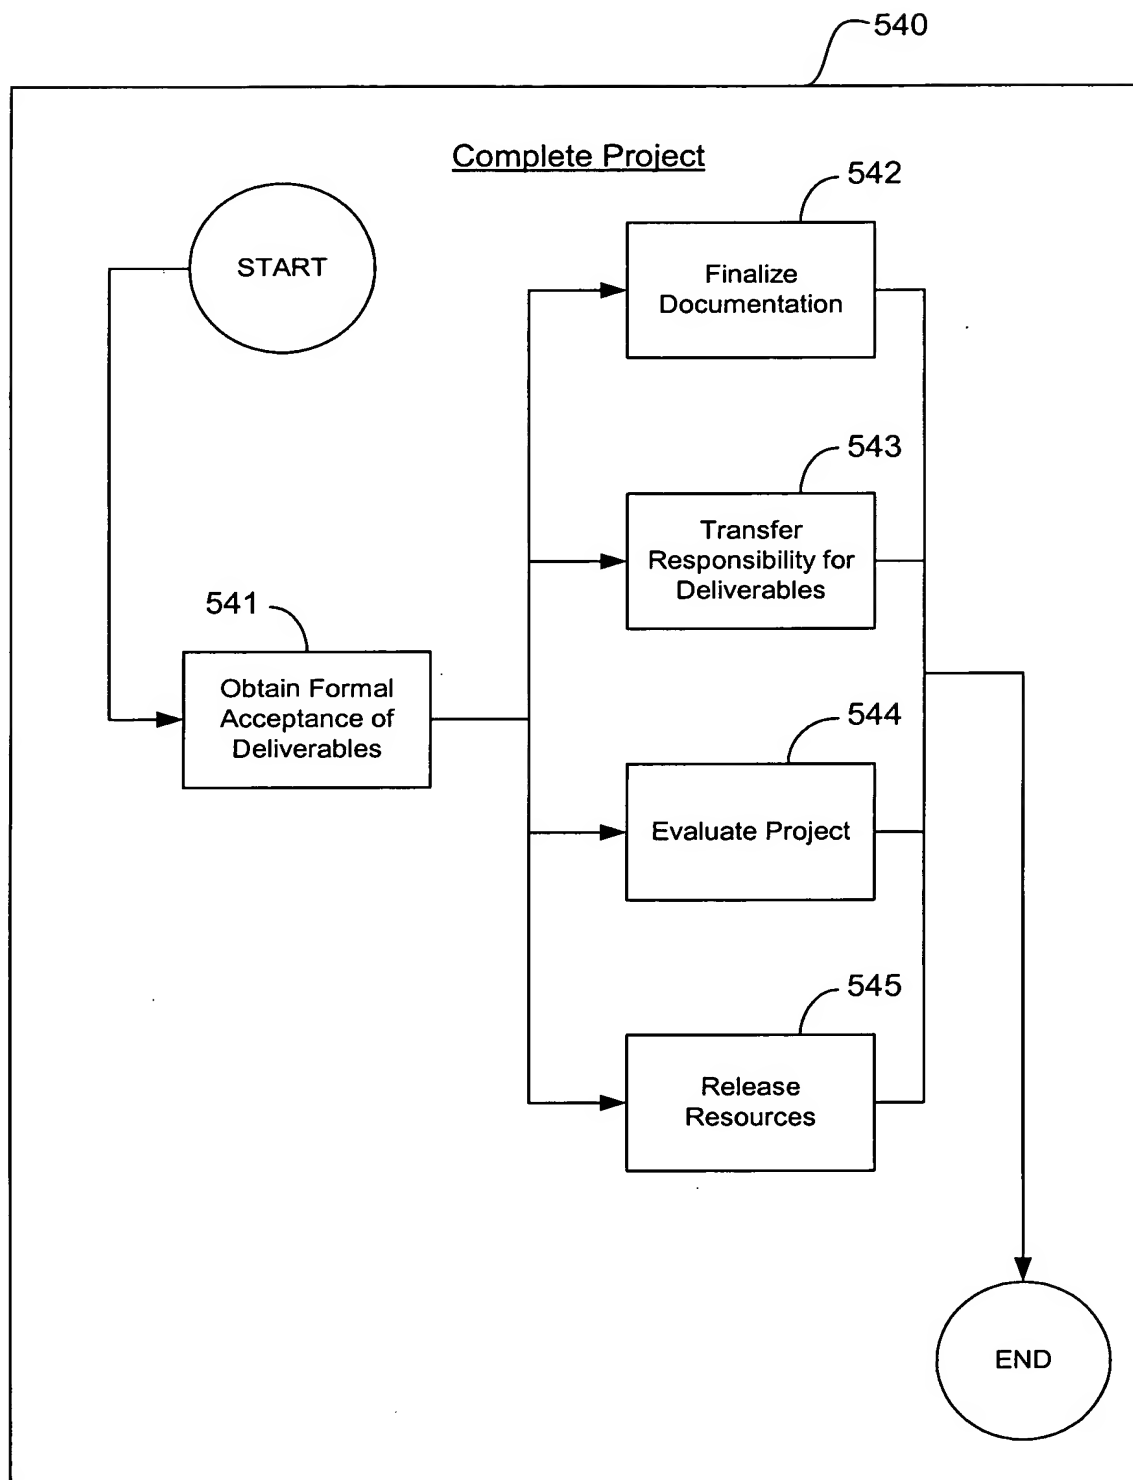 540
Complete Project
542
START
Finalize
Documentation
543
Transfer
Responsibility for
Deliverables
541
Obtain Formal
Acceptance of
Deliverables
544
Evaluate Project
545
Release
Resources
END